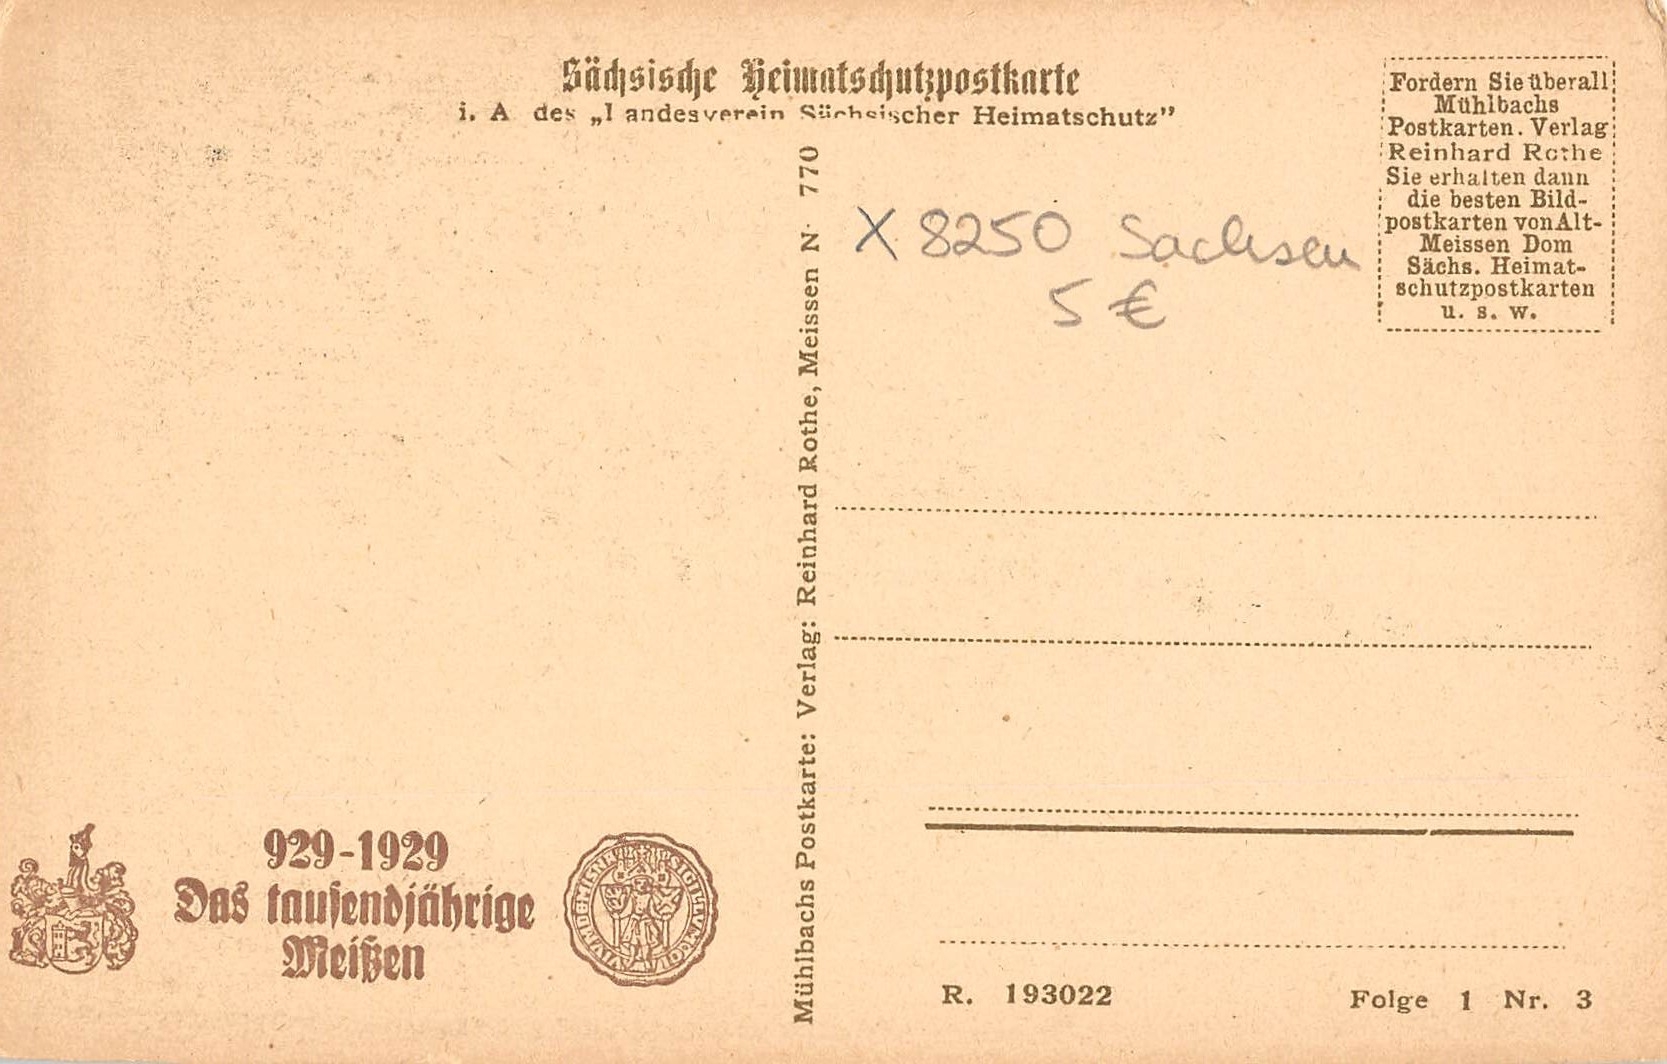 Sächsische Heimatschutzpostkarte
i. A des „Landesverein Sächsischer Heimatschutz”
Fordern Sie überall
Mühlbachs
Postkarten. Verlag
Reinhard Rothe
Sie erhalten dann
die besten Bild-
postkarten von Alt-
Meissen Dom
Sächs. Heimat-
schutzpostkarten
u. s. w.
X 8250 Sachsen
5 €
Mühlbachs Postkarte: Verlag: Reinhard Rothe, Meissen N 770
929-1929
Das tausendjährige
Meißen
R. 193022
Folge 1 Nr. 3